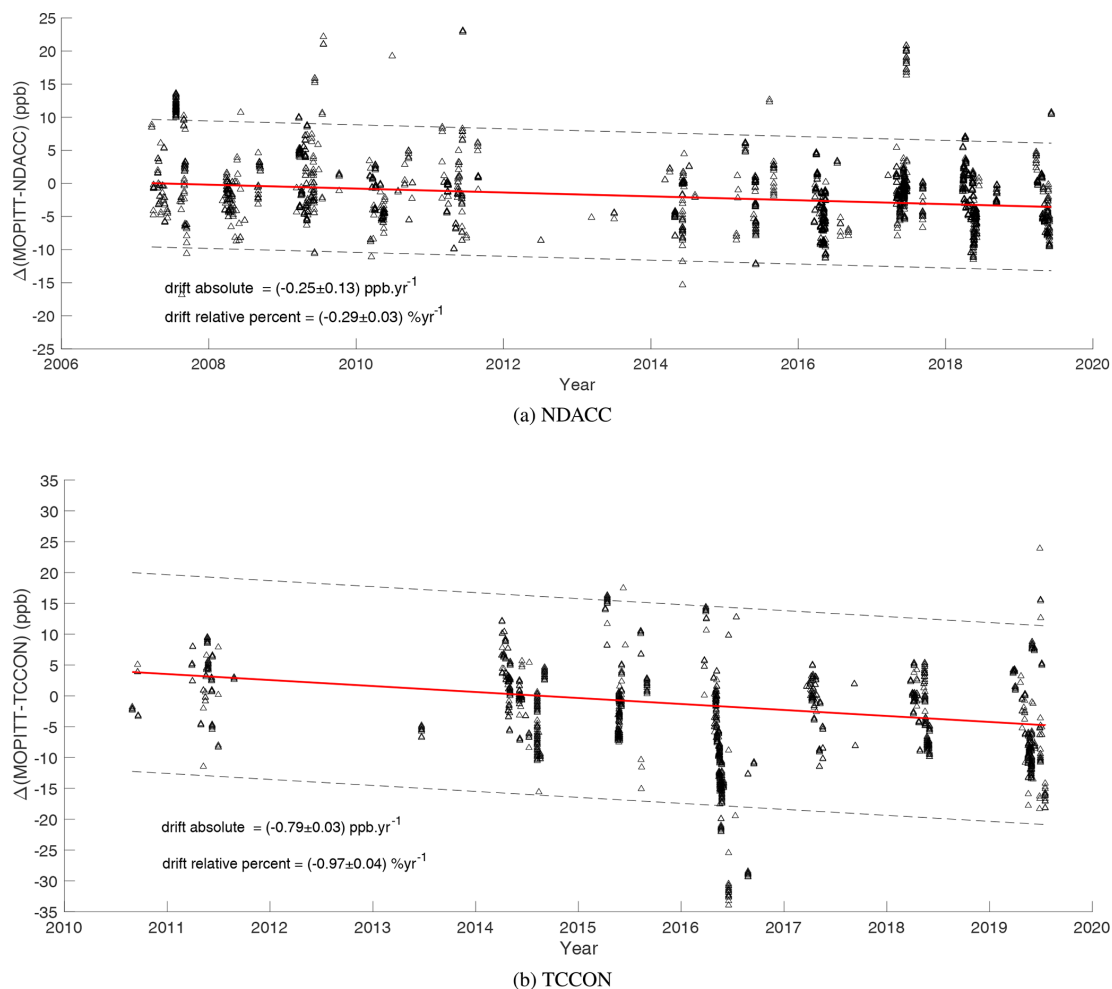 25
20
15
10
5
0
-5
-10
-15
-20
-25
Δ(MOPITT-NDACC) (ppb)
drift absolute = (-0.25±0.13) ppb.yr⁻¹
drift relative percent = (-0.29±0.03) %yr⁻¹
2006 2008 2010 2012 2014 2016 2018 2020
Year
(a) NDACC
35
30
25
20
15
10
5
0
-5
-10
-15
-20
-25
-30
-35
Δ(MOPITT-TCCON) (ppb)
drift absolute = (-0.79±0.03) ppb.yr⁻¹
drift relative percent = (-0.97±0.04) %yr⁻¹
2010 2011 2012 2013 2014 2015 2016 2017 2018 2019 2020
Year
(b) TCCON